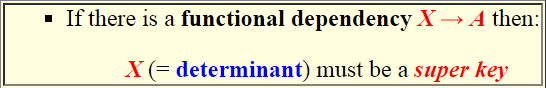 ▪ If there is a functional dependency X → A then:
X (= determinant) must be a super key